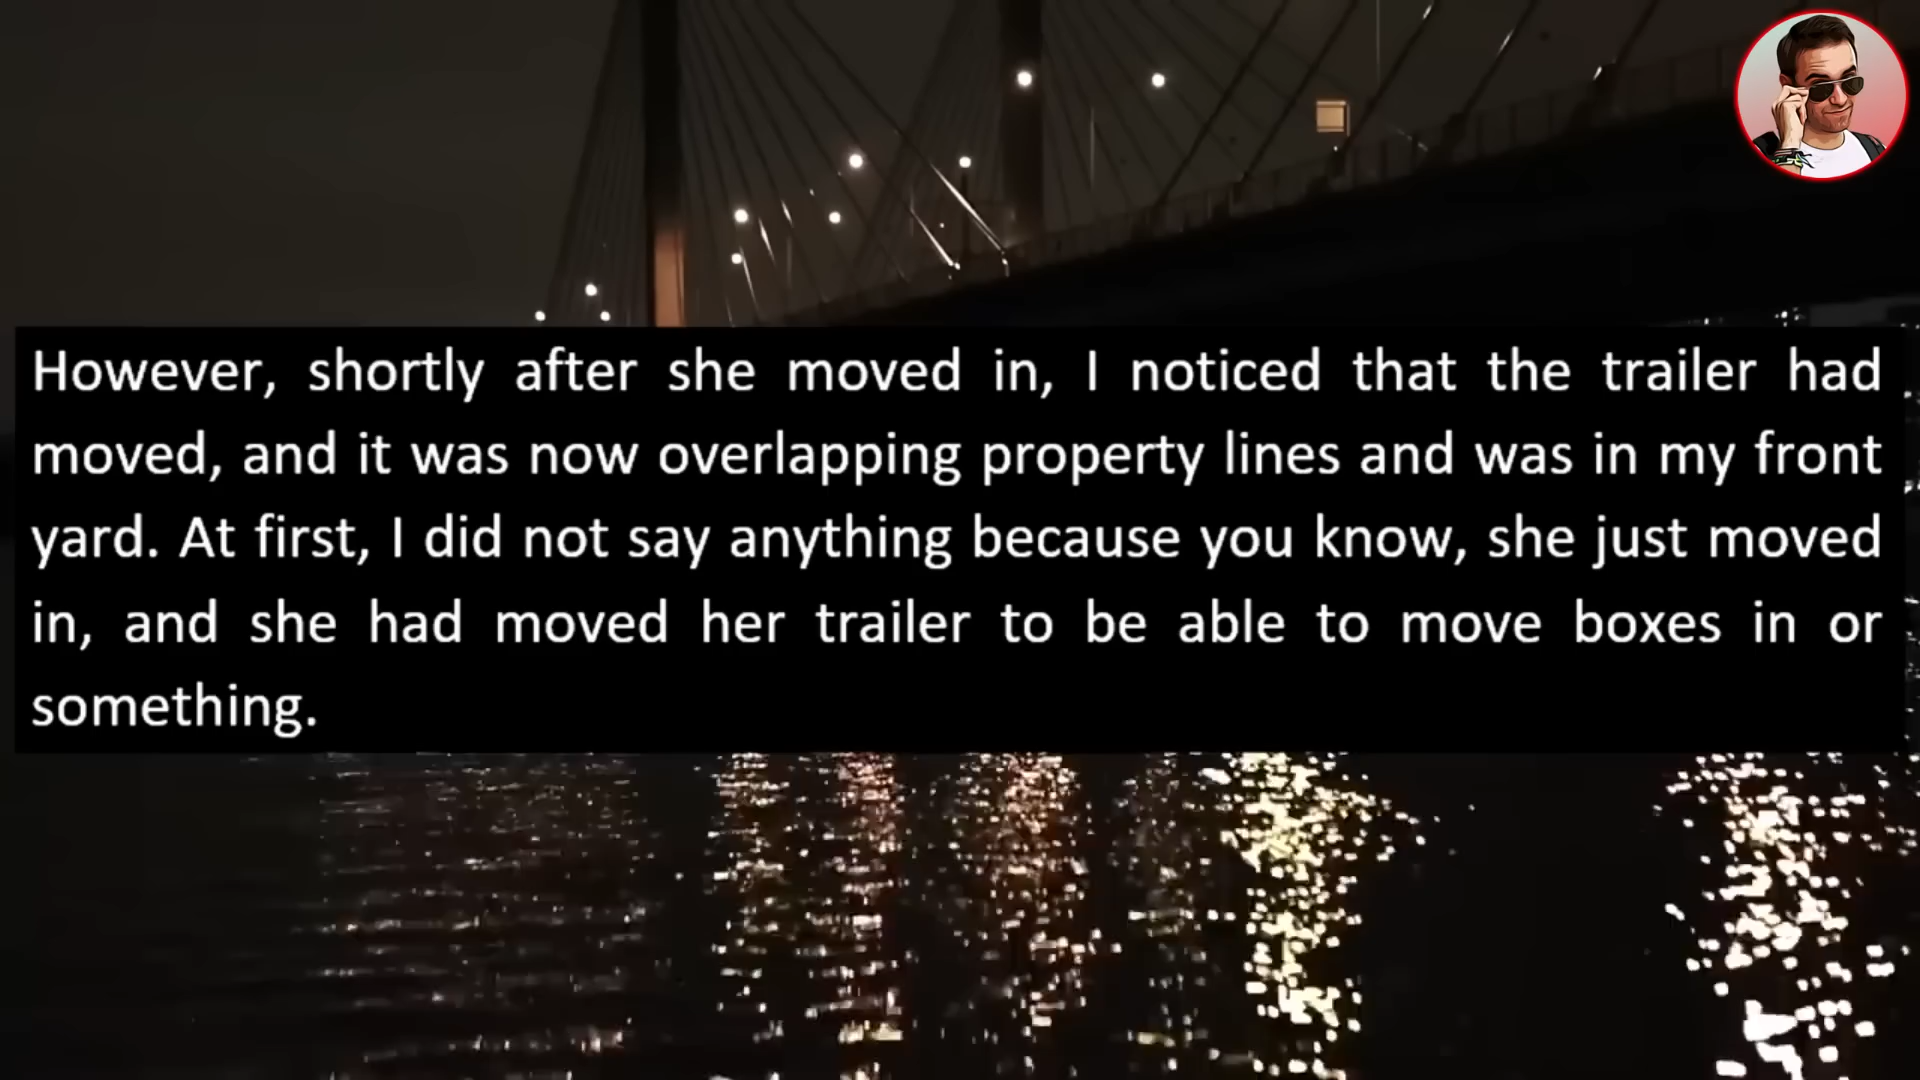 However, shortly after she moved in, I noticed that the trailer had
moved, and it was now overlapping property lines and was in my front
yard. At first, I did not say anything because you know, she just moved
in, and she had moved her trailer to be able to move boxes in or
something.